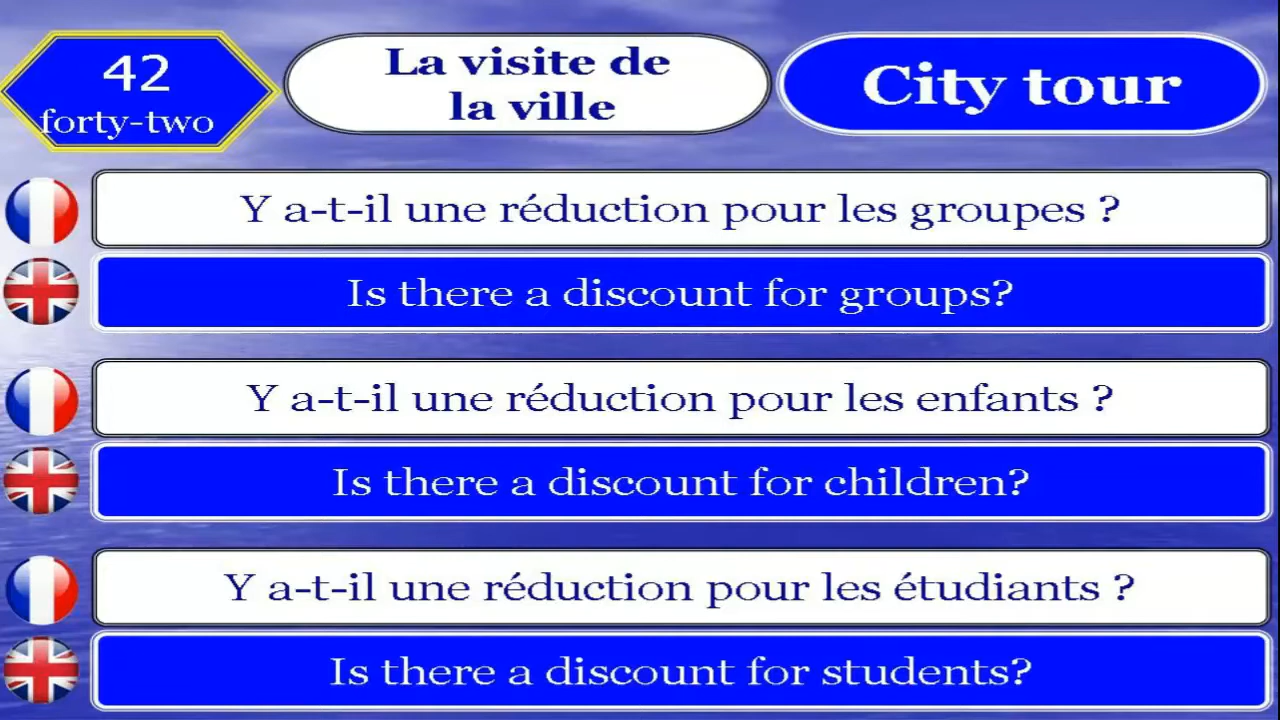 42
forty-two
La visite de
la ville
City tour
Y a-t-il une réduction pour les groupes ?
Is there a discount for groups?
Y a-t-il une réduction pour les enfants ?
Is there a discount for children?
Y a-t-il une réduction pour les étudiants ?
Is there a discount for students?